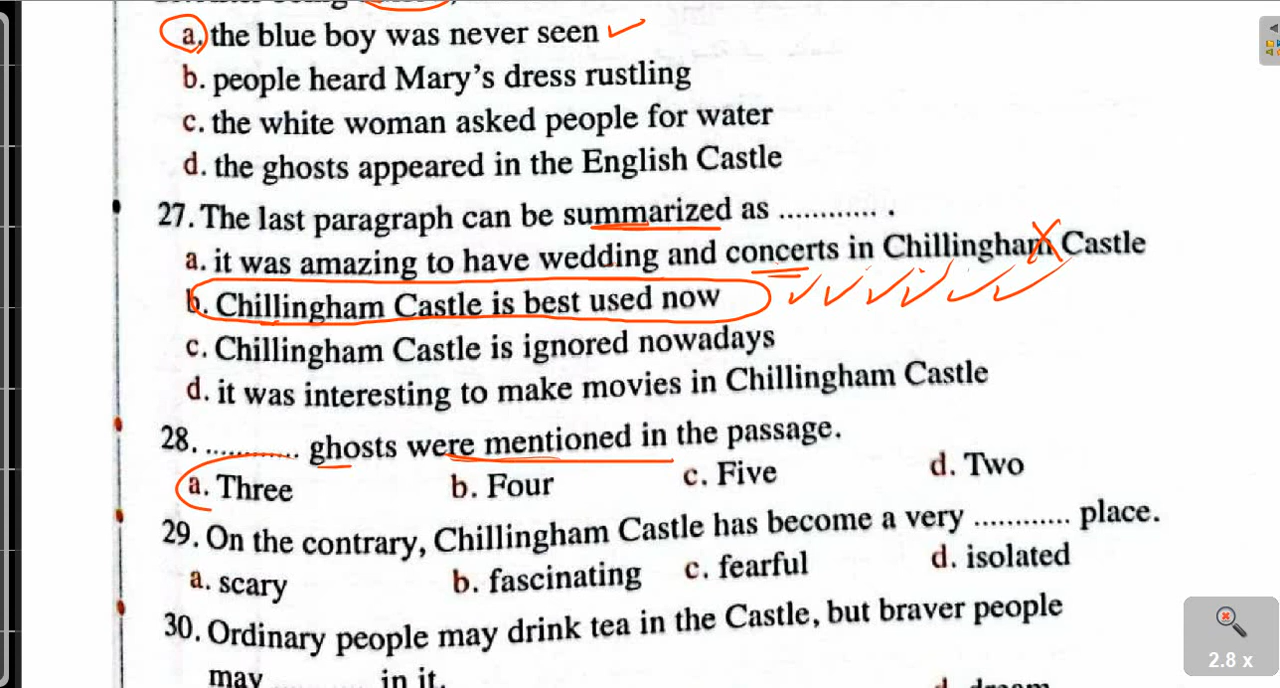 a. the blue boy was never seen
b. people heard Mary's dress rustling
c. the white woman asked people for water
d. the ghosts appeared in the English Castle
27. The last paragraph can be summarized as ............ .
a. it was amazing to have wedding and concerts in Chillingham Castle
b. Chillingham Castle is best used now
c. Chillingham Castle is ignored nowadays
d. it was interesting to make movies in Chillingham Castle
28. ............ ghosts were mentioned in the passage.
a. Three b. Four c. Five d. Two
29. On the contrary, Chillingham Castle has become a very ............ place.
a. scary b. fascinating c. fearful d. isolated
30. Ordinary people may drink tea in the Castle, but braver people
may ............ in it.
d. dream
2.8 x